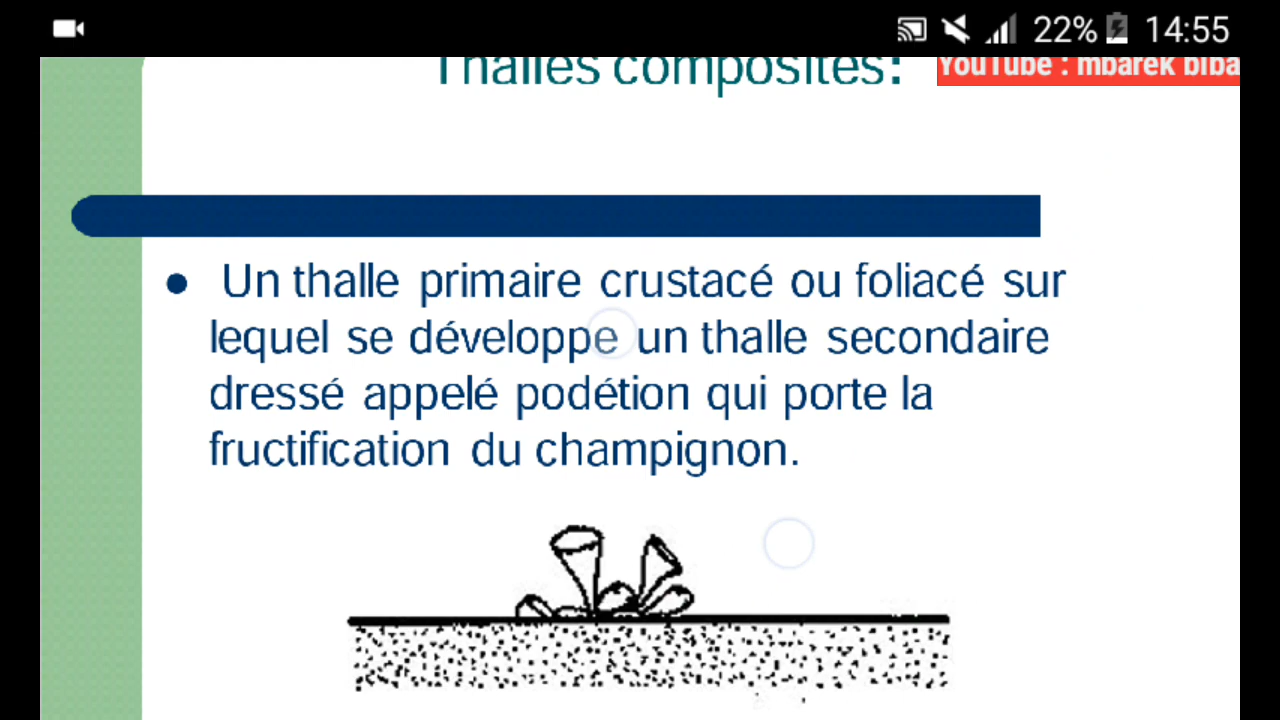 22% 14:55
Thalles composites:
YouTube : mbarek biba
Un thalle primaire crustacé ou foliacé sur
lequel se développe un thalle secondaire
dressé appelé podétion qui porte la
fructification du champignon.